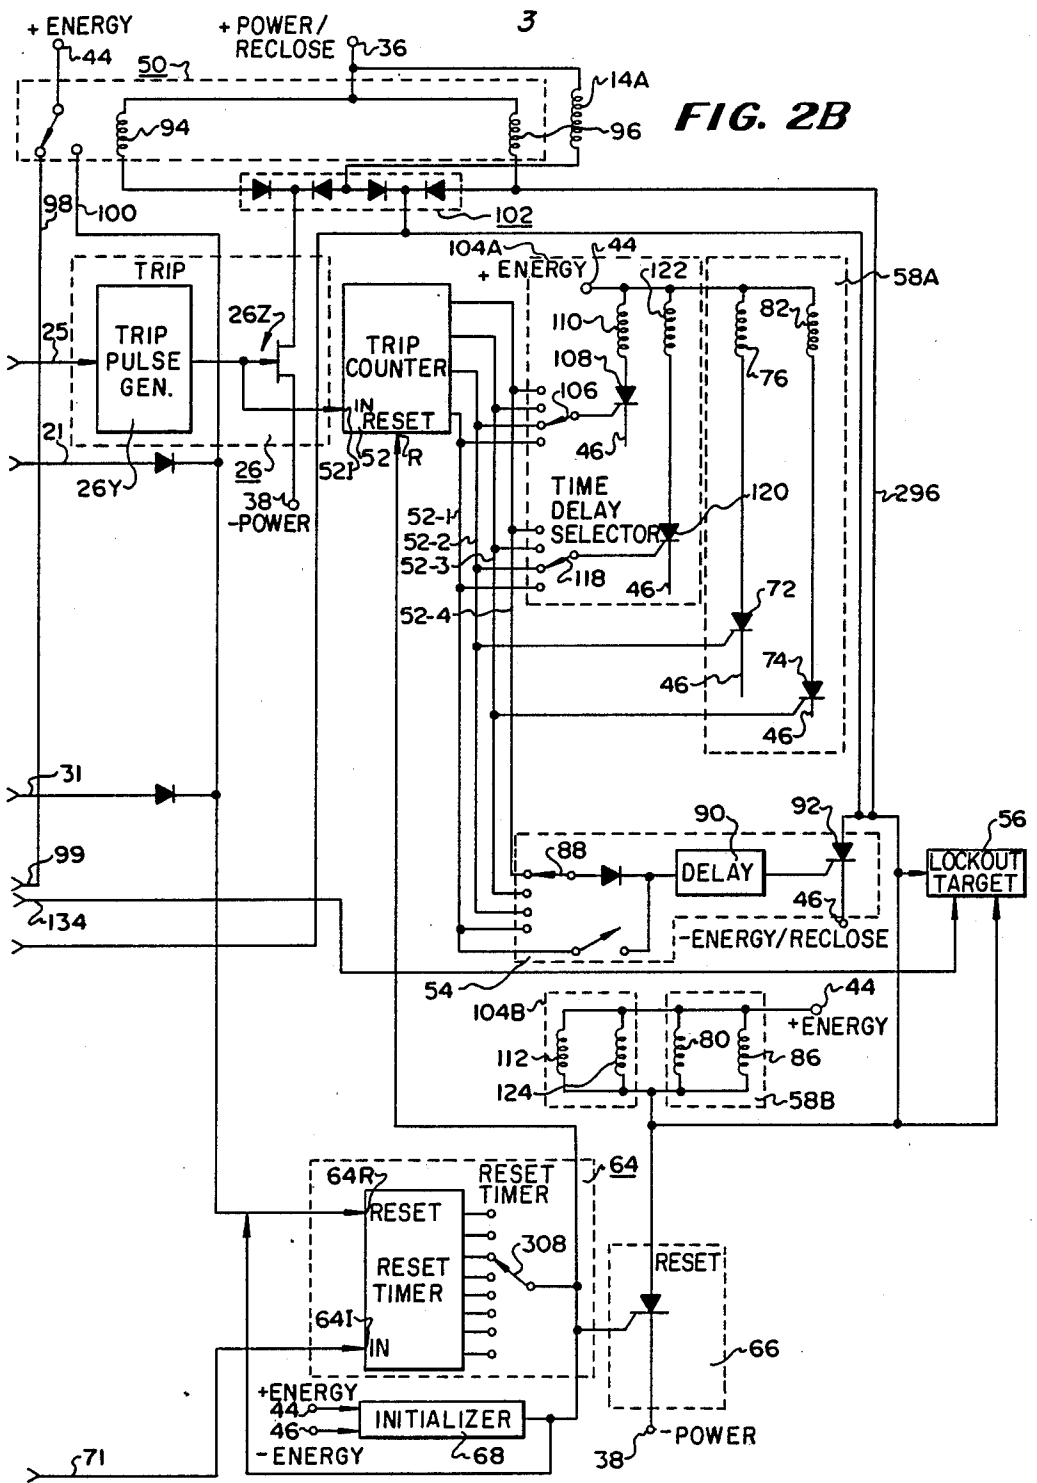 3
+ ENERGY
44
+ POWER/
RECLOSE
36
50
14A
94
96
FIG. 2B
98
100
102
104A
+ ENERGY
44
122
58A
TRIP
25
TRIP
PULSE
GEN.
26Z
TRIP
COUNTER
IN
RESET
110
108
106
82
76
46
21
26Y
26
52I
52
R
38
-POWER
TIME
DELAY
SELECTOR
120
296
52-1
52-2
52-3
52-4
118
46
72
74
46
46
31
99
134
88
90
DELAY
92
46
56
LOCKOUT
TARGET
-ENERGY/RECLOSE
54
104B
44
+ENERGY
112
124
80
86
58B
64R
RESET
TIMER
64
RESET
RESET
TIMER
308
64I
IN
RESET
66
+ENERGY
44
46
-ENERGY
INITIALIZER
68
38
-POWER
71